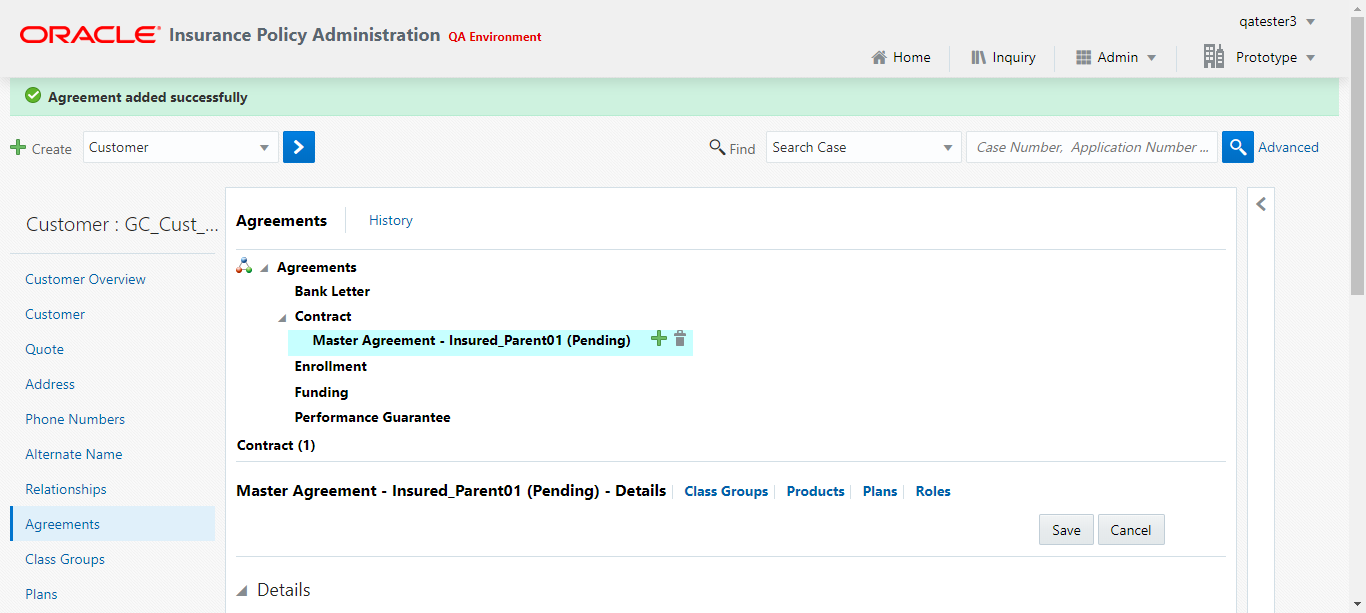 ORACLE Insurance Policy Administration QA Environment
qatester3
Home Inquiry Admin Prototype
Agreement added successfully
Create Customer Find Search Case Case Number, Application Number ... Advanced
Customer : GC_Cust_...
Customer Overview
Customer
Quote
Address
Phone Numbers
Alternate Name
Relationships
Agreements
Class Groups
Plans
Agreements History
Agreements
Bank Letter
Contract
Master Agreement - Insured_Parent01 (Pending)
Enrollment
Funding
Performance Guarantee
Contract (1)
Master Agreement - Insured_Parent01 (Pending) - Details Class Groups Products Plans Roles
Save Cancel
Details